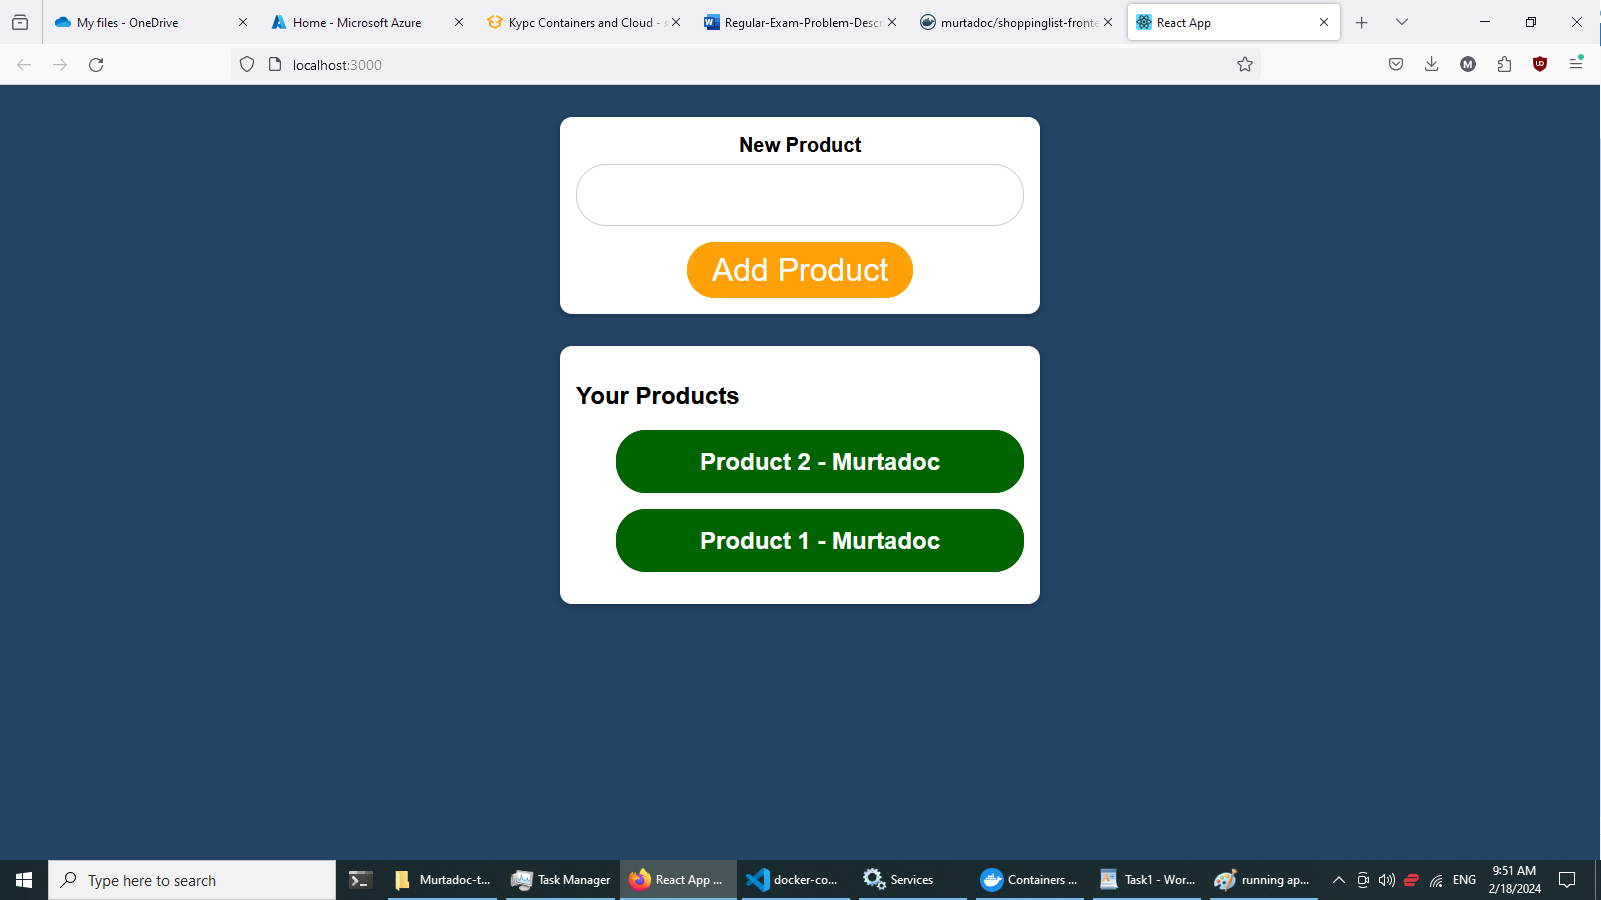 My files - OneDrive
Home - Microsoft Azure
Курс Containers and Cloud -
Regular-Exam-Problem-Descr
murtadoc/shoppinglist-fronte
React App
localhost:3000
M
New Product
Add Product
Your Products
Product 2 - Murtadoc
Product 1 - Murtadoc
Type here to search
Murtadoc-t...
Task Manager
React App ...
docker-co...
Services
Containers ...
Task1 - Wor...
running ap...
ENG
9:51 AM
2/18/2024